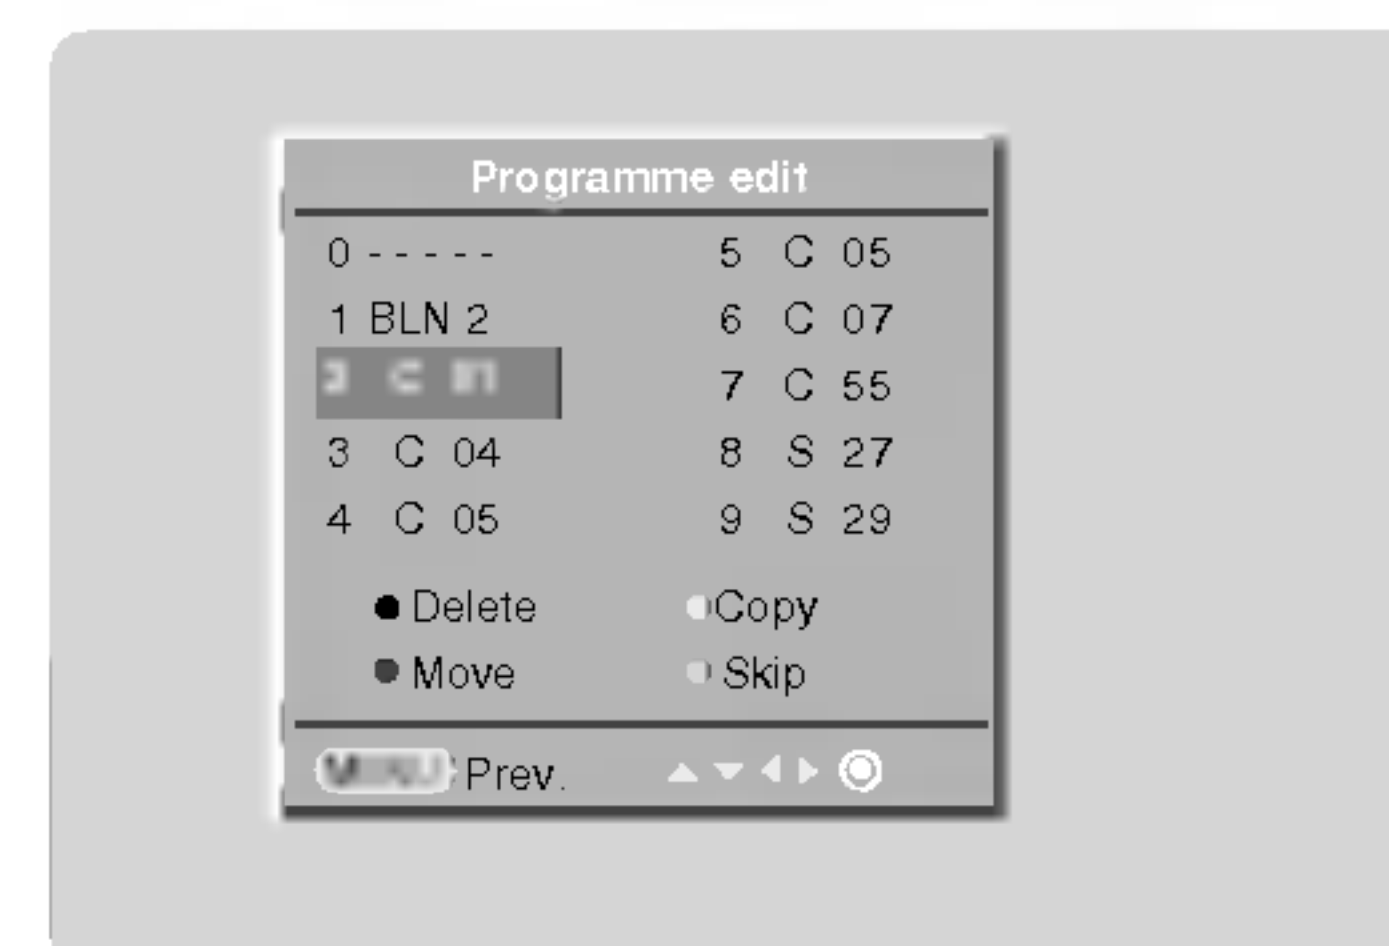 Programme edit
0 - - - - -
1 BLN 2
C
3 C 04
4 C 05
5 C 05
6 C 07
7 C 55
8 S 27
9 S 29
Delete
Copy
Move
Skip
MENU Prev.